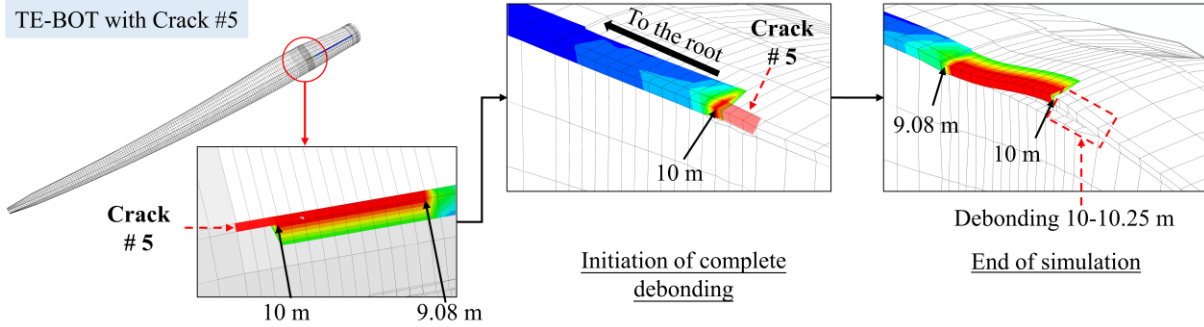 TE-BOT with Crack #5
Crack
# 5
10 m
9.08 m
To the root
Crack
# 5
10 m
Initiation of complete
debonding
9.08 m
10 m
Debonding 10-10.25 m
End of simulation